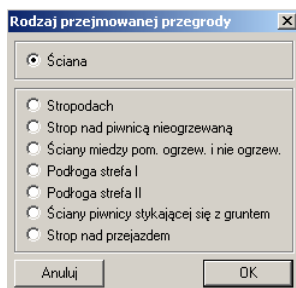 Rodzaj przejmowanej przegrody
Ściana
Stropodach
Strop nad piwnicą nieogrzewaną
Ściany miedzy pom. ogrzew. i nie ogrzew.
Podłoga strefa I
Podłoga strefa II
Ściany piwnicy stykającej się z gruntem
Strop nad przejazdem
Anuluj OK